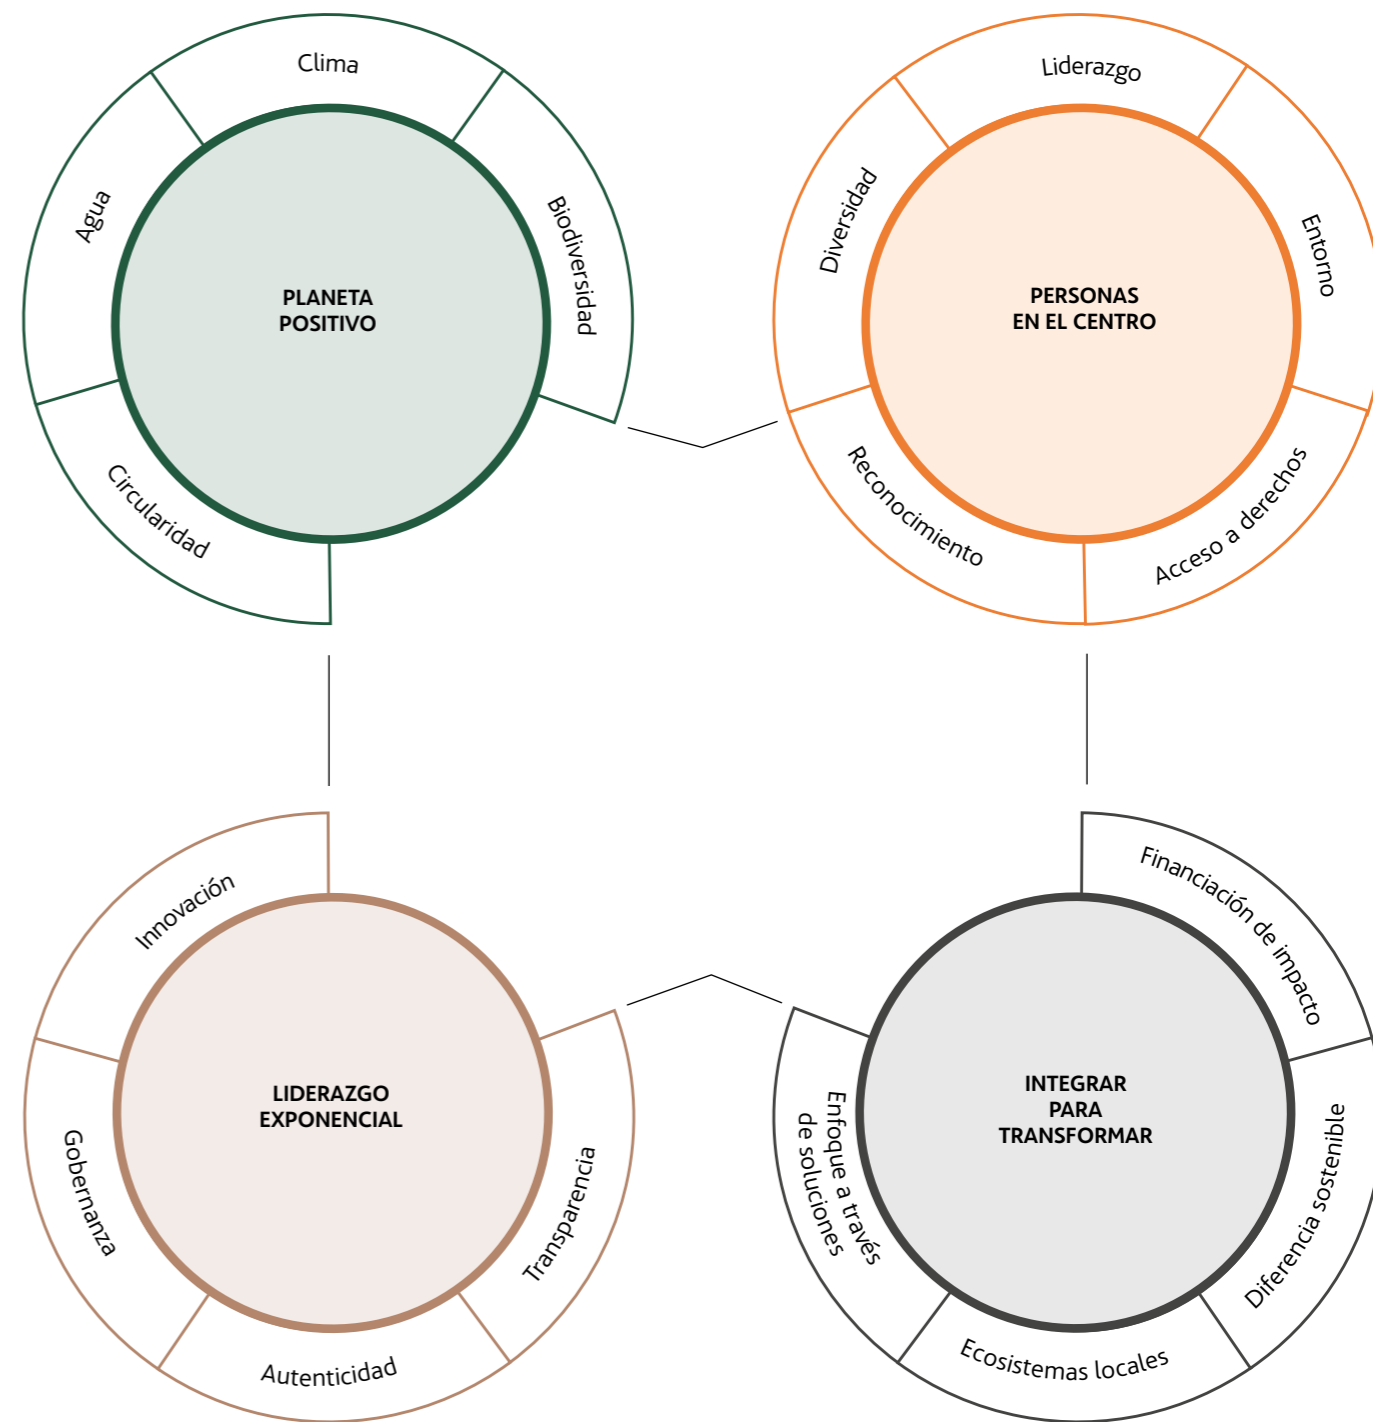 Clima
Agua
Biodiversidad
Circularidad
PLANETA
POSITIVO
Liderazgo
Diversidad
Entorno
Reconocimiento
Acceso a derechos
PERSONAS
EN EL CENTRO
Innovación
Gobernanza
Autenticidad
Transparencia
LIDERAZGO
EXPONENCIAL
Financiación de impacto
Diferencia sostenible
Ecosistemas locales
Enfoque a través
de soluciones
INTEGRAR
PARA
TRANSFORMAR